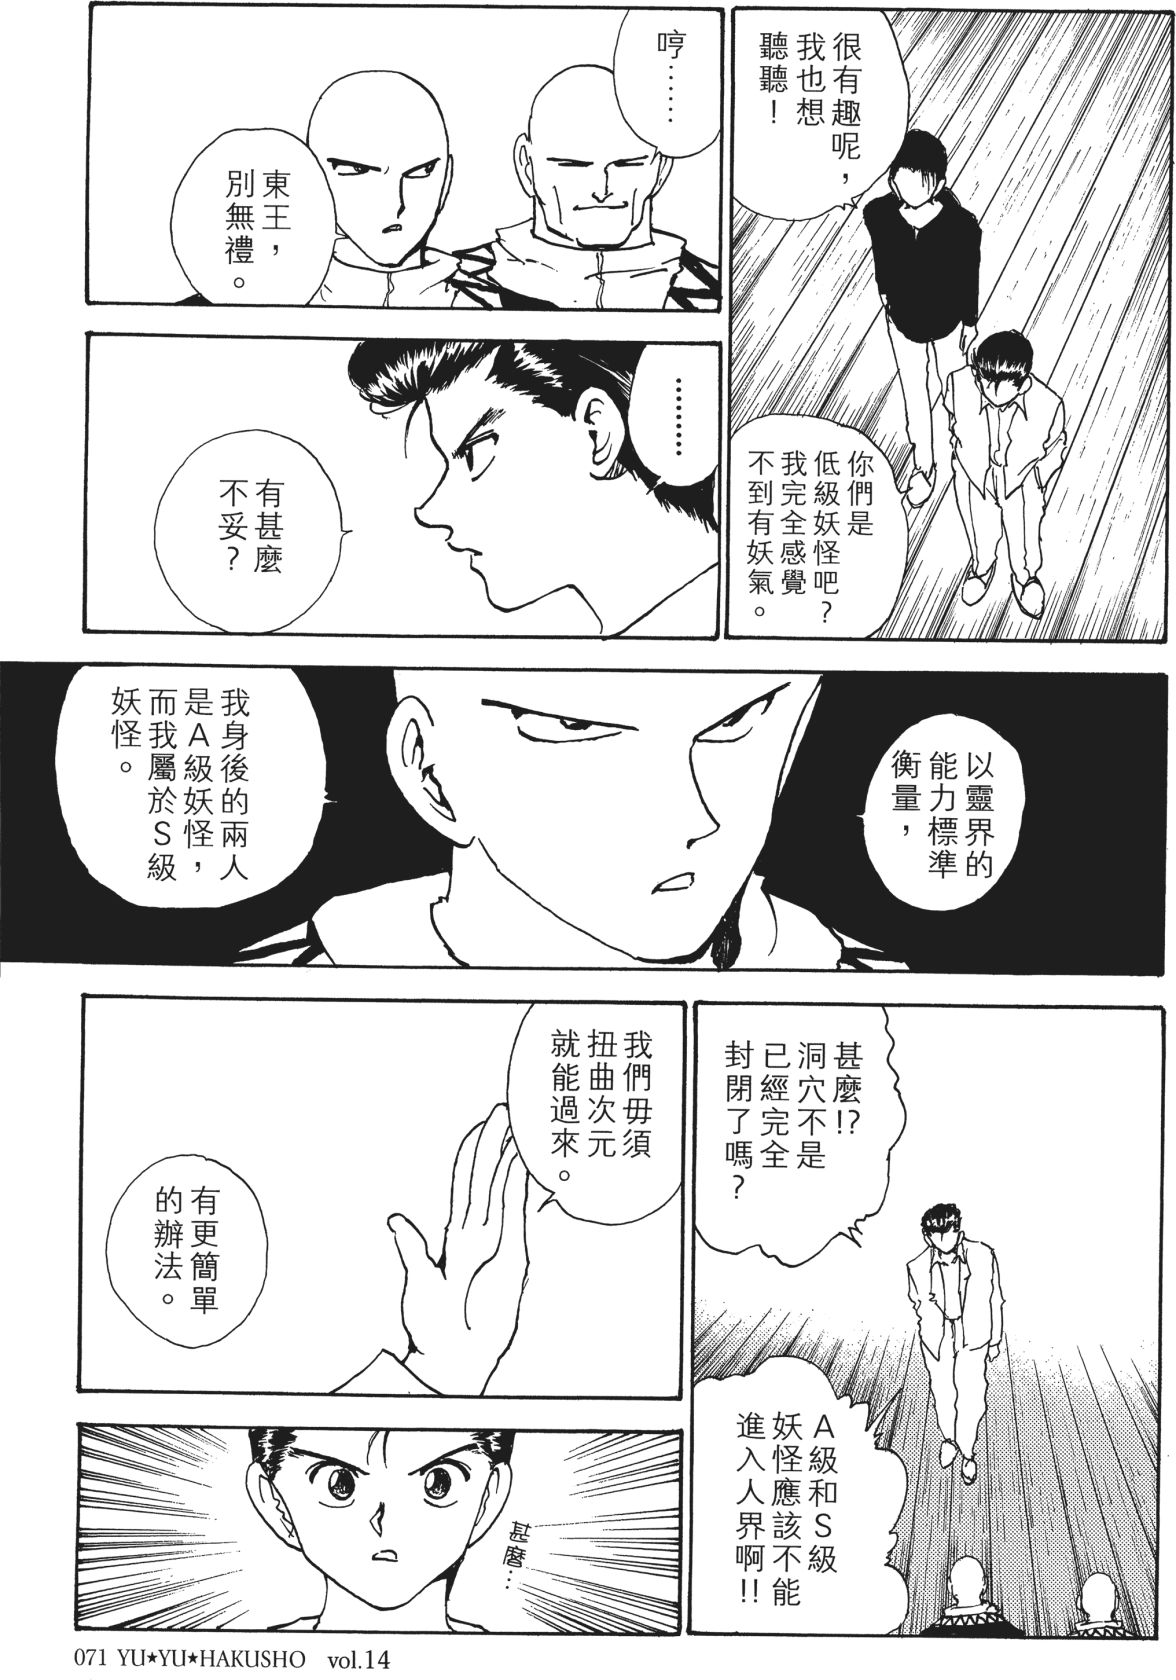 很有趣呢，
我也想
聽聽！
你們是
低級妖怪吧？
我完全感覺
不到有妖氣。
哼……
東王，
別無禮。
………
有甚麼
不妥？
以靈界的
能力標準
衡量，
我身後的兩人
是Ａ級妖怪，
而我屬於Ｓ級
妖怪。
甚麼!?
洞穴不是
已經完全
封閉了嗎？
Ａ級和Ｓ級
妖怪應該不能
進入人界啊!!
我們毋須
扭曲次元
就能過來。
有更簡單
的辦法。
甚麼…
071 YU★YU★HAKUSHO vol.14